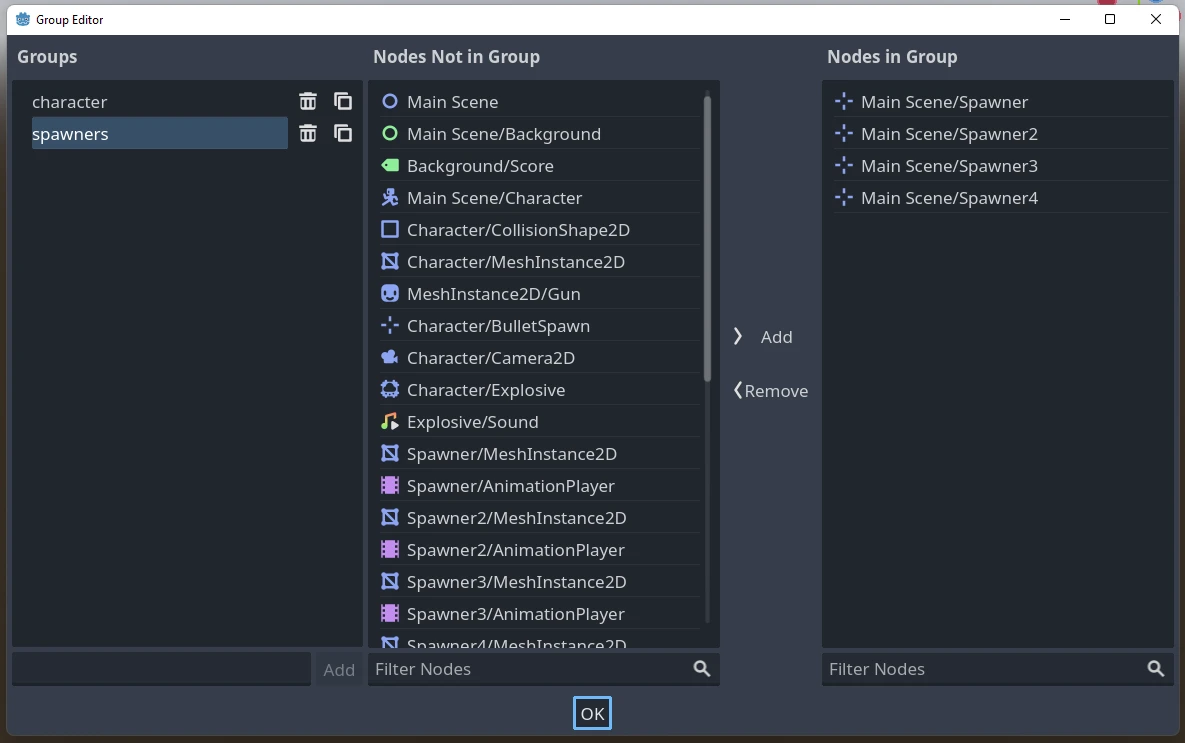 Group Editor
Groups
character
spawners
Add
Nodes Not in Group
Main Scene
Main Scene/Background
Background/Score
Main Scene/Character
Character/CollisionShape2D
Character/MeshInstance2D
MeshInstance2D/Gun
Character/BulletSpawn
Character/Camera2D
Character/Explosive
Explosive/Sound
Spawner/MeshInstance2D
Spawner/AnimationPlayer
Spawner2/MeshInstance2D
Spawner2/AnimationPlayer
Spawner3/MeshInstance2D
Spawner3/AnimationPlayer
Spawner4/MeshInstance2D
Filter Nodes
Add
Remove
Nodes in Group
Main Scene/Spawner
Main Scene/Spawner2
Main Scene/Spawner3
Main Scene/Spawner4
Filter Nodes
OK